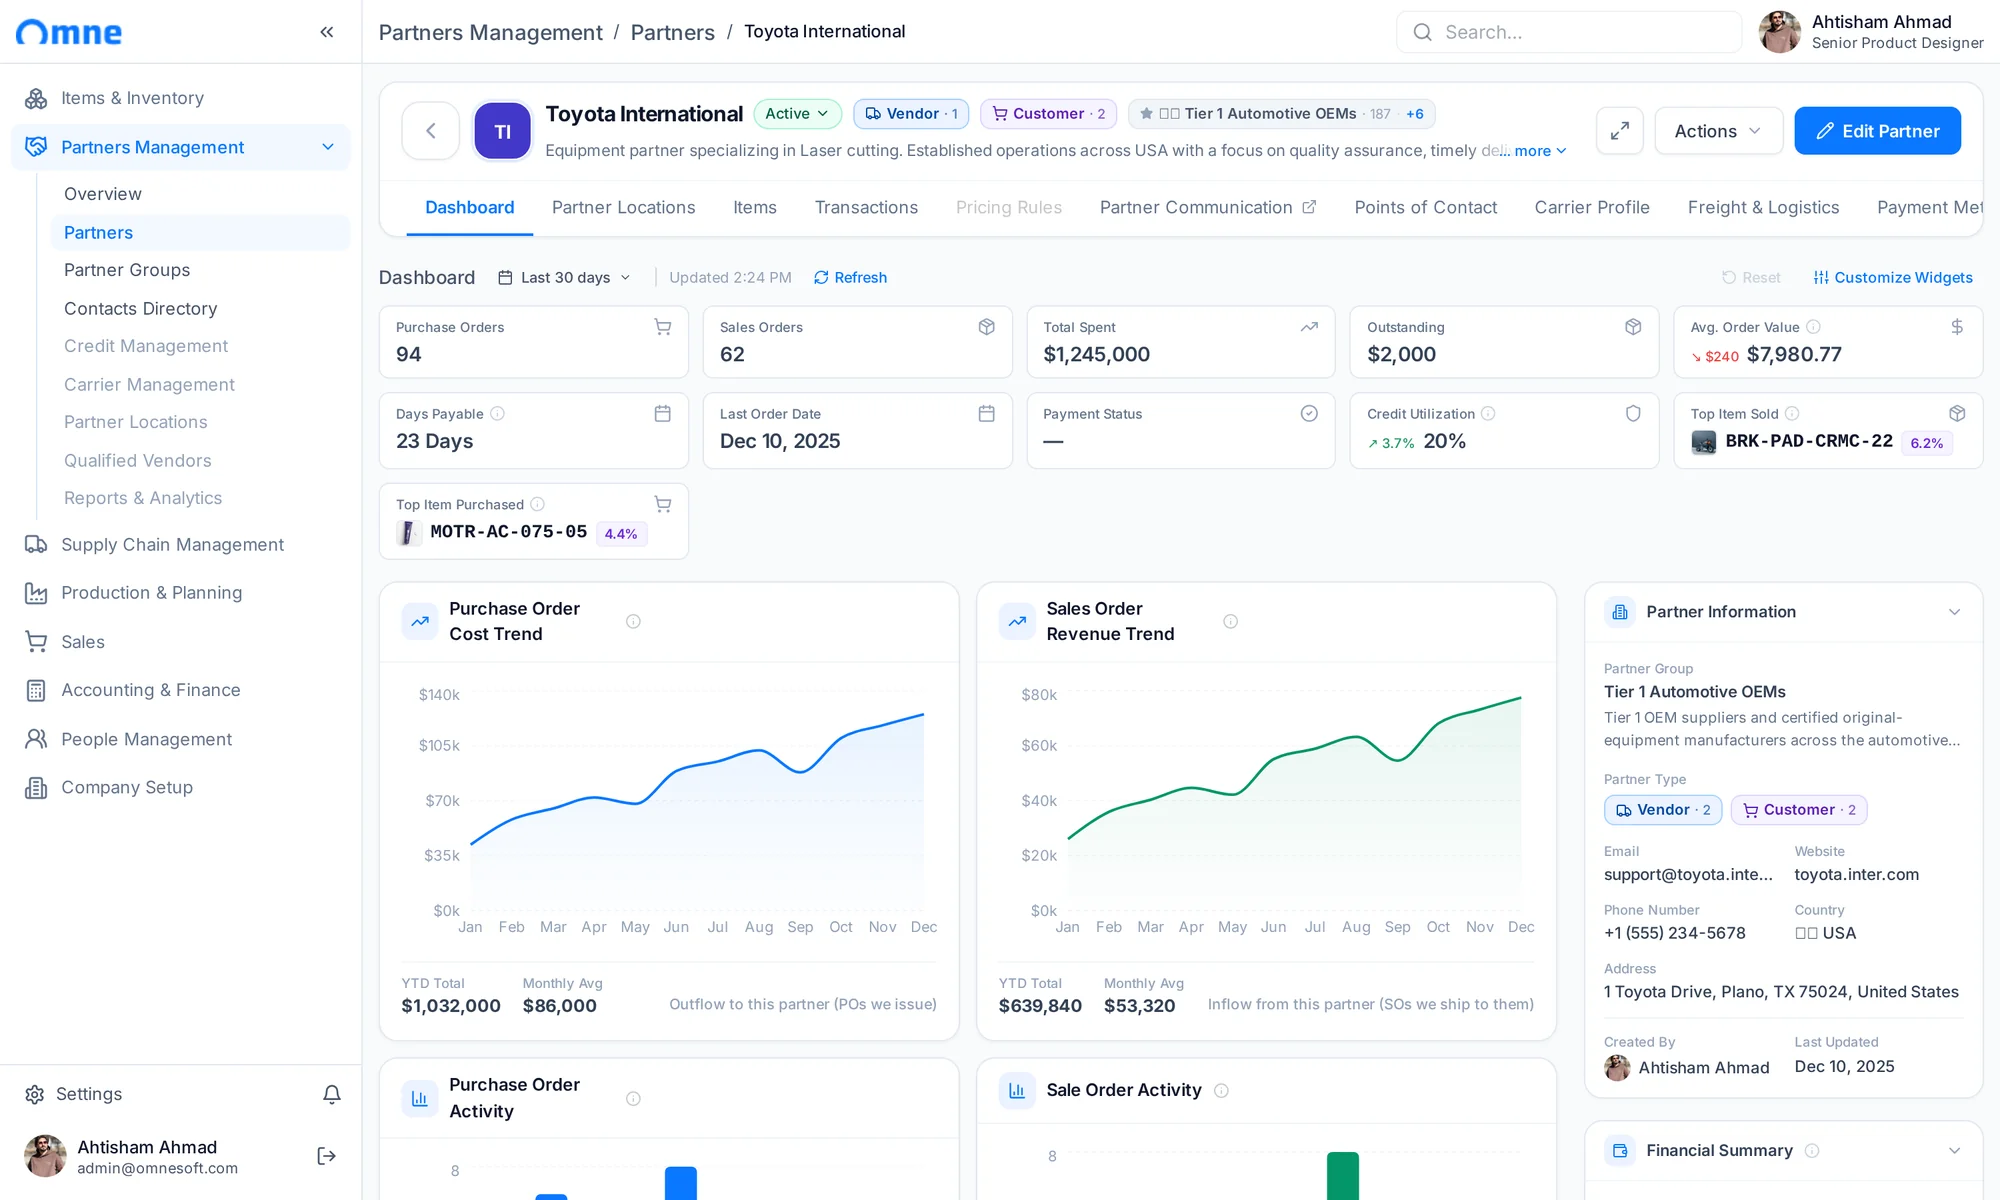 Omne
Partners Management / Partners / Toyota International
Search...
Ahtisham Ahmad
Senior Product Designer
Items & Inventory
Partners Management
Overview
Partners
Partner Groups
Contacts Directory
Credit Management
Carrier Management
Partner Locations
Qualified Vendors
Reports & Analytics
Supply Chain Management
Production & Planning
Sales
Accounting & Finance
People Management
Company Setup
Settings
Ahtisham Ahmad
admin@omnesoft.com
TI
Toyota International
Active
Vendor · 1
Customer · 2
Tier 1 Automotive OEMs · 187 · +6
Equipment partner specializing in Laser cutting. Established operations across USA with a focus on quality assurance, timely deli... more
Actions
Edit Partner
Dashboard
Partner Locations
Items
Transactions
Pricing Rules
Partner Communication
Points of Contact
Carrier Profile
Freight & Logistics
Payment Met
Dashboard
Last 30 days
Updated 2:24 PM
Refresh
Reset
Customize Widgets
Purchase Orders
94
Sales Orders
62
Total Spent
$1,245,000
Outstanding
$2,000
Avg. Order Value
↘ $240 $7,980.77
Days Payable
23 Days
Last Order Date
Dec 10, 2025
Payment Status
—
Credit Utilization
↗ 3.7% 20%
Top Item Sold
BRK-PAD-CRMC-22 6.2%
Top Item Purchased
MOTR-AC-075-05 4.4%
Purchase Order
Cost Trend
$140k
$105k
$70k
$35k
$0k
Jan Feb Mar Apr May Jun Jul Aug Sep Oct Nov Dec
YTD Total
$1,032,000
Monthly Avg
$86,000
Outflow to this partner (POs we issue)
Sales Order
Revenue Trend
$80k
$60k
$40k
$20k
$0k
Jan Feb Mar Apr May Jun Jul Aug Sep Oct Nov Dec
YTD Total
$639,840
Monthly Avg
$53,320
Inflow from this partner (SOs we ship to them)
Purchase Order
Activity
8
Sale Order Activity
8
Partner Information
Partner Group
Tier 1 Automotive OEMs
Tier 1 OEM suppliers and certified original-
equipment manufacturers across the automotive...
Partner Type
Vendor · 2
Customer · 2
Email
support@toyota.inte...
Website
toyota.inter.com
Phone Number
+1 (555) 234-5678
Country
USA
Address
1 Toyota Drive, Plano, TX 75024, United States
Created By
Ahtisham Ahmad
Last Updated
Dec 10, 2025
Financial Summary